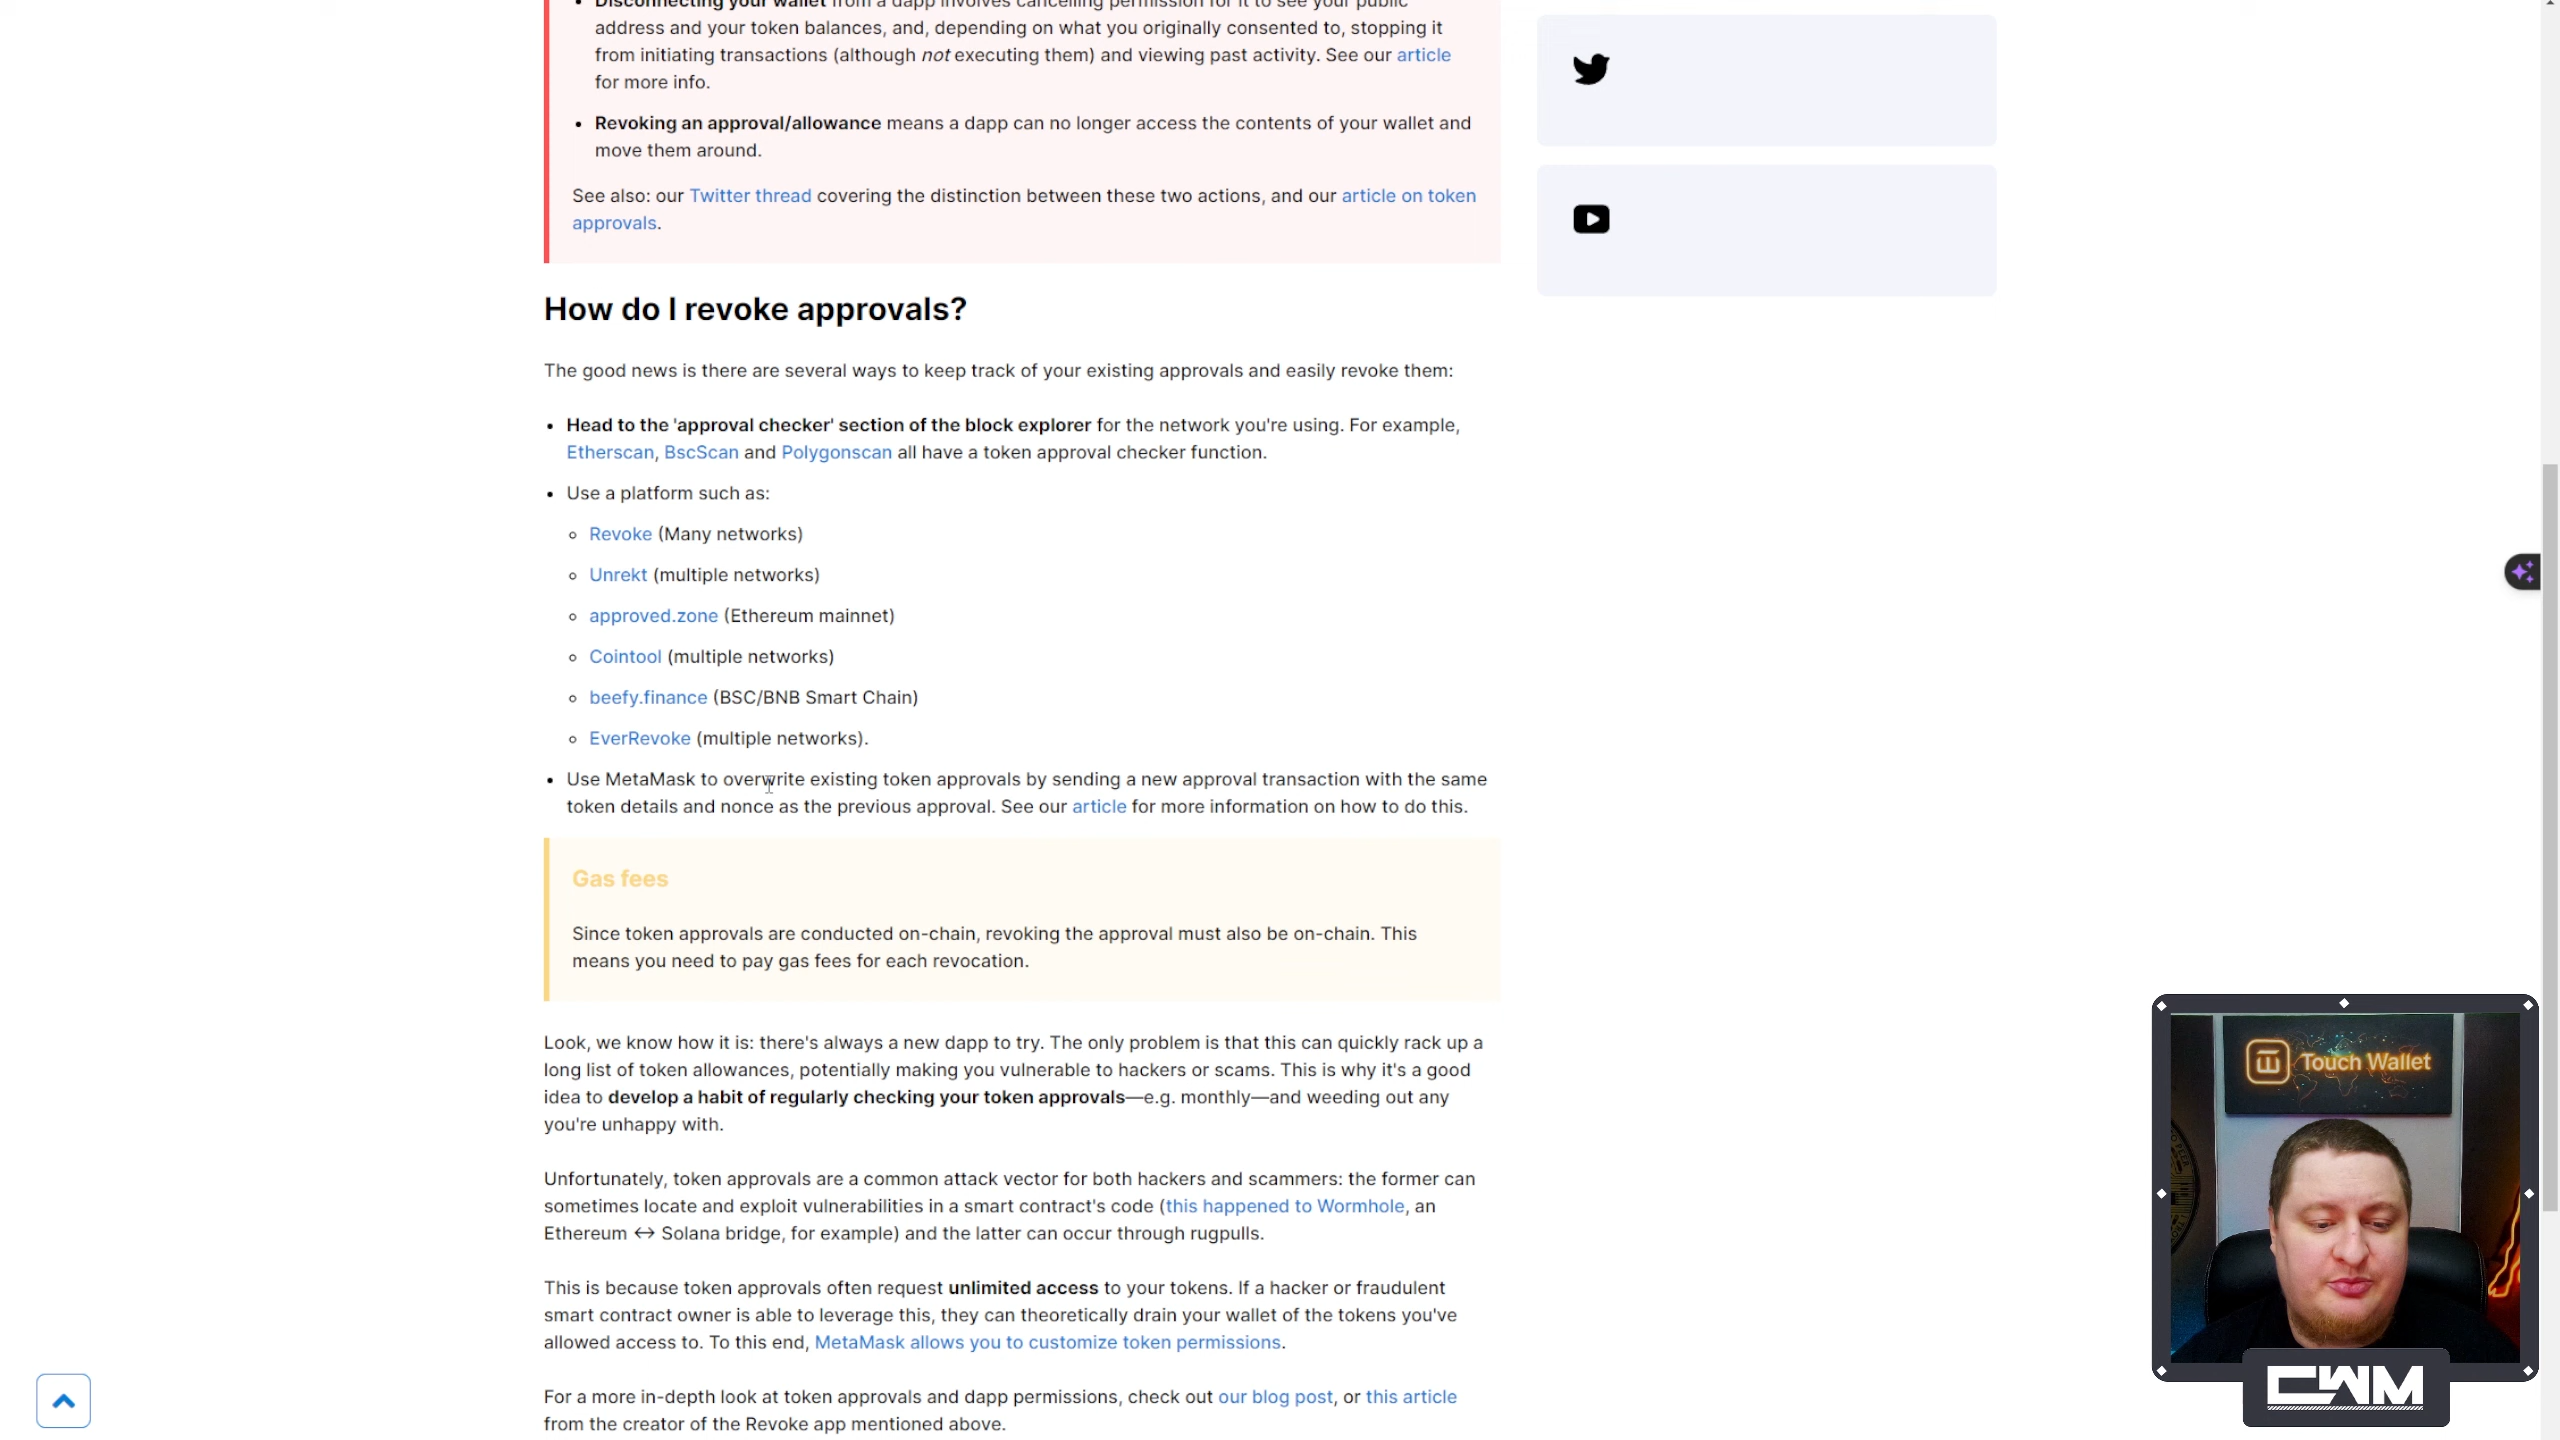 Disconnecting your wallet from a dapp involves cancelling permission for it to see your public
address and your token balances, and, depending on what you originally consented to, stopping it
from initiating transactions (although not executing them) and viewing past activity. See our article
for more info.
Revoking an approval/allowance means a dapp can no longer access the contents of your wallet and
move them around.
See also: our Twitter thread covering the distinction between these two actions, and our article on token
approvals.
How do I revoke approvals?
The good news is there are several ways to keep track of your existing approvals and easily revoke them:
Head to the 'approval checker' section of the block explorer for the network you're using. For example,
Etherscan, BscScan and Polygonscan all have a token approval checker function.
Use a platform such as:
Revoke (Many networks)
Unrekt (multiple networks)
approved.zone (Ethereum mainnet)
Cointool (multiple networks)
beefy.finance (BSC/BNB Smart Chain)
EverRevoke (multiple networks).
Use MetaMask to overwrite existing token approvals by sending a new approval transaction with the same
token details and nonce as the previous approval. See our article for more information on how to do this.
Gas fees
Since token approvals are conducted on-chain, revoking the approval must also be on-chain. This
means you need to pay gas fees for each revocation.
Look, we know how it is: there's always a new dapp to try. The only problem is that this can quickly rack up a
long list of token allowances, potentially making you vulnerable to hackers or scams. This is why it's a good
idea to develop a habit of regularly checking your token approvals—e.g. monthly—and weeding out any
you're unhappy with.
Unfortunately, token approvals are a common attack vector for both hackers and scammers: the former can
sometimes locate and exploit vulnerabilities in a smart contract's code (this happened to Wormhole, an
Ethereum ↔ Solana bridge, for example) and the latter can occur through rugpulls.
This is because token approvals often request unlimited access to your tokens. If a hacker or fraudulent
smart contract owner is able to leverage this, they can theoretically drain your wallet of the tokens you've
allowed access to. To this end, MetaMask allows you to customize token permissions.
For a more in-depth look at token approvals and dapp permissions, check out our blog post, or this article
from the creator of the Revoke app mentioned above.
Touch Wallet
CWM